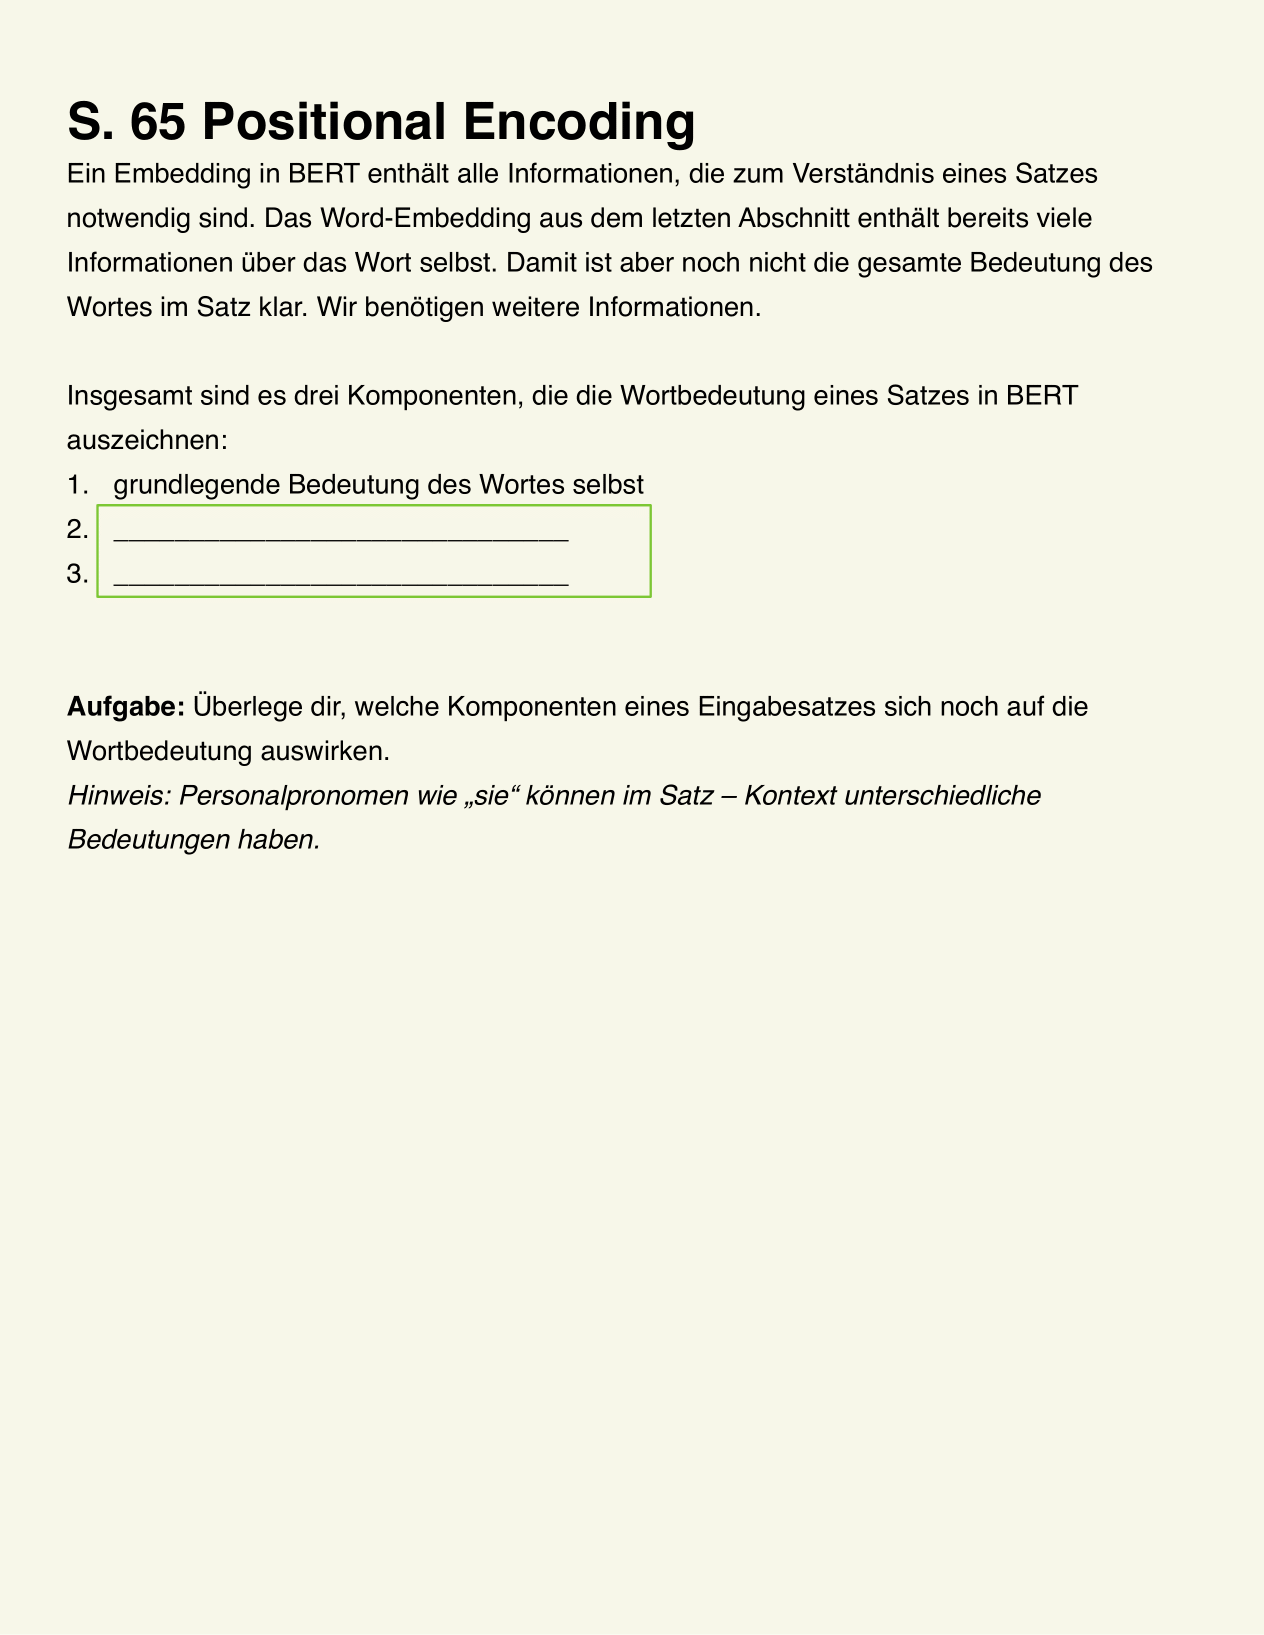 S. 65 Positional Encoding
Ein Embedding in BERT enthält alle Informationen, die zum Verständnis eines Satzes
notwendig sind. Das Word-Embedding aus dem letzten Abschnitt enthält bereits viele
Informationen über das Wort selbst. Damit ist aber noch nicht die gesamte Bedeutung des
Wortes im Satz klar. Wir benötigen weitere Informationen.
Insgesamt sind es drei Komponenten, die die Wortbedeutung eines Satzes in BERT
auszeichnen:
1. grundlegende Bedeutung des Wortes selbst
2. ______________________________
3. ______________________________
Aufgabe: Überlege dir, welche Komponenten eines Eingabesatzes sich noch auf die
Wortbedeutung auswirken.
Hinweis: Personalpronomen wie „sie“ können im Satz – Kontext unterschiedliche
Bedeutungen haben.